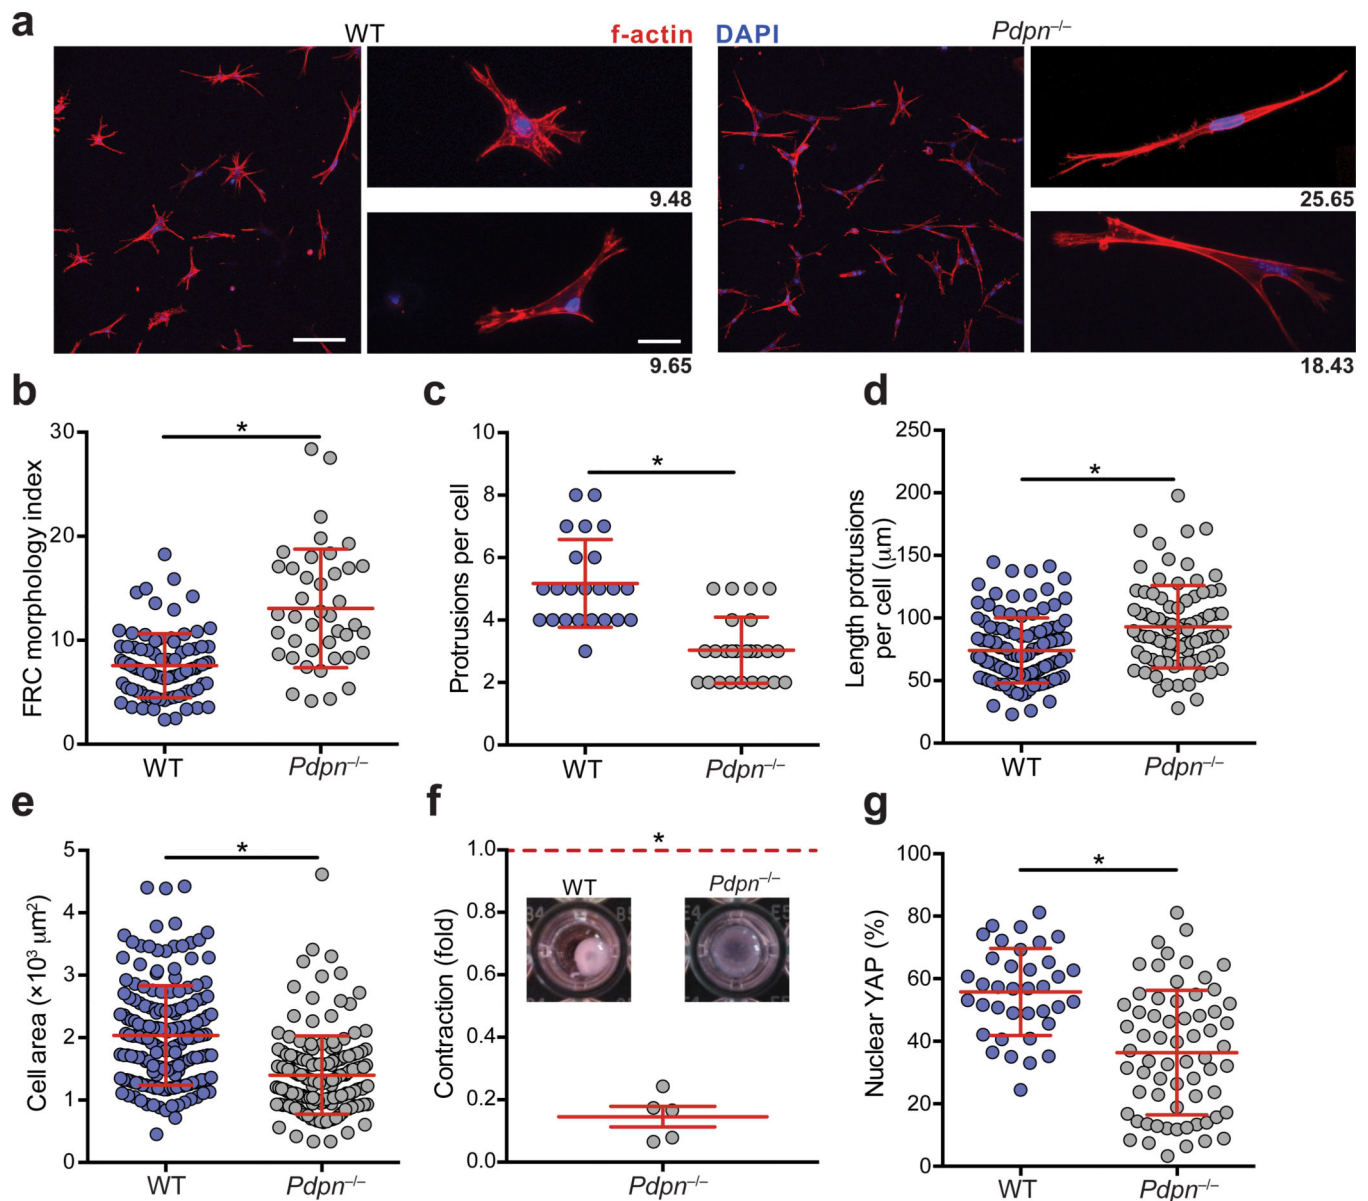 a
WT
f-actin
DAPI
Pdpn–/–
9.48
9.65
25.65
18.43
b
FRC morphology index
30
20
10
0
*
WT
Pdpn–/–
c
Protrusions per cell
10
8
6
4
2
0
*
WT
Pdpn–/–
d
Length protrusions
per cell (μm)
250
200
150
100
50
0
*
WT
Pdpn–/–
e
Cell area (×10³ μm²)
5
4
3
2
1
0
*
WT
Pdpn–/–
f
Contraction (fold)
1.0
0.8
0.6
0.4
0.2
0.0
*
WT
Pdpn–/–
E4
Pdpn–/–
g
Nuclear YAP (%)
100
80
60
40
20
0
*
WT
Pdpn–/–